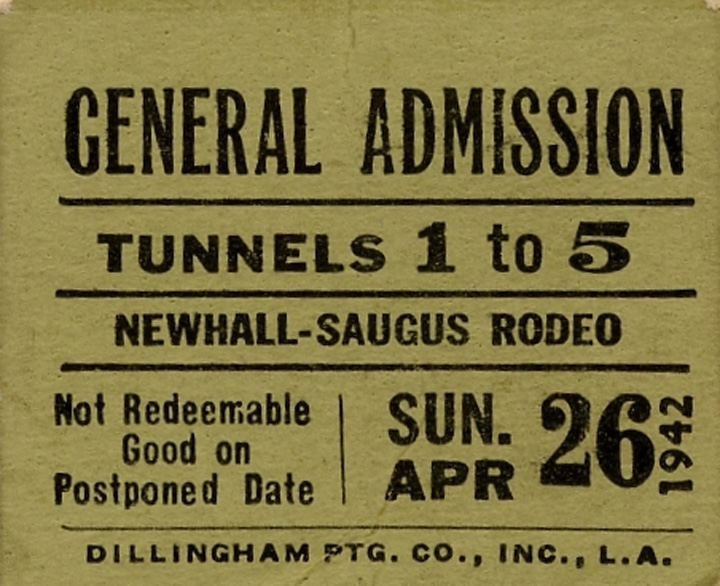 GENERAL ADMISSION
TUNNELS 1 to 5
NEWHALL-SAUGUS RODEO
Not Redeemable
Good on
Postponed Date
SUN.
APR
26
1942
DILLINGHAM PTG. CO., INC., L.A.